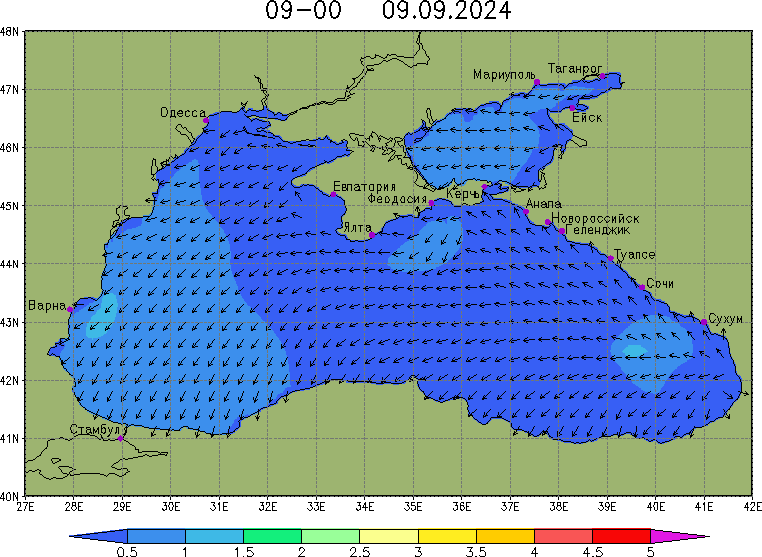 09-00 09.09.2024
48N
47N
46N
45N
44N
43N
42N
41N
40N
Таганрог
Мариуполь
Ейск
Одесса
Евпатория
Керчь
Феодосия
Анапа
Новороссийск
Ялта
Геленджик
Туапсе
Сочи
Варна
Сухум
Стамбул
27E 28E 29E 30E 31E 32E 33E 34E 35E 36E 37E 38E 39E 40E 41E 42E
0.5 1 1.5 2 2.5 3 3.5 4 4.5 5